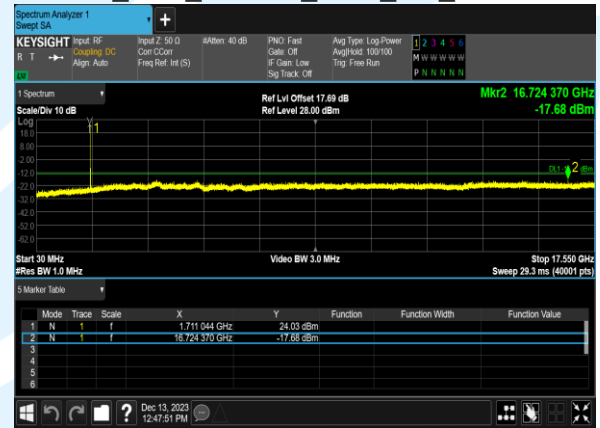 Spectrum Analyzer 1
Swept SA
+
KEYSIGHT
R T
LV
Input: RF
Coupling: DC
Align: Auto
Input Z: 50 Ω
Corr CCorr
Freq Ref: Int (S)
#Atten: 40 dB
PNO: Fast
Gate: Off
IF Gain: Low
Sig Track: Off
Avg Type: Log-Power
Avg|Hold: 100/100
Trig: Free Run
1 2 3 4 5 6
M W W W W W
P N N N N N
1 Spectrum
Scale/Div 10 dB
Ref Lvl Offset 17.69 dB
Ref Level 28.00 dBm
Mkr2 16.724 370 GHz
-17.68 dBm
Log
18.0
8.00
-2.00
-12.0
-22.0
-32.0
-42.0
-52.0
-62.0
1
2
Start 30 MHz
#Res BW 1.0 MHz
Video BW 3.0 MHz
Stop 17.550 GHz
Sweep 29.3 ms (40001 pts)
5 Marker Table
Mode Trace Scale X Y Function Function Width Function Value
1 N 1 f 1.711 044 GHz 24.03 dBm
2 N 1 f 16.724 370 GHz -17.68 dBm
3
4
5
6
?
Dec 13, 2023
12:47:51 PM